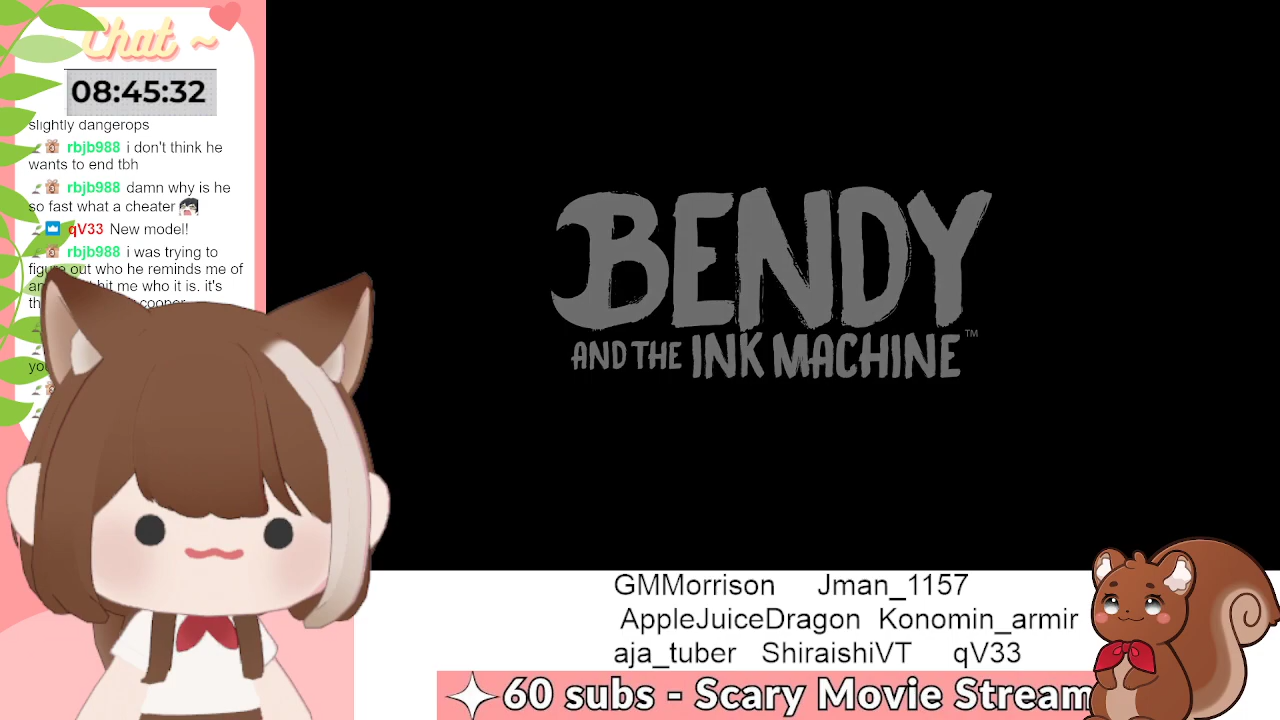 Chat ~
08:45:32
slightly dangerops
rbjb988 i don't think he
wants to end tbh
rbjb988 damn why is he
so fast what a cheater
qV33 New model!
rbjb988 i was trying to
figure out who he reminds me of
hit me who it is. it's
cooper
BENDY
AND THE INK MACHINE™
GMMorrison Jman_1157
AppleJuiceDragon Konomin_armir
aja_tuber ShiraishiVT qV33
60 subs - Scary Movie Stream